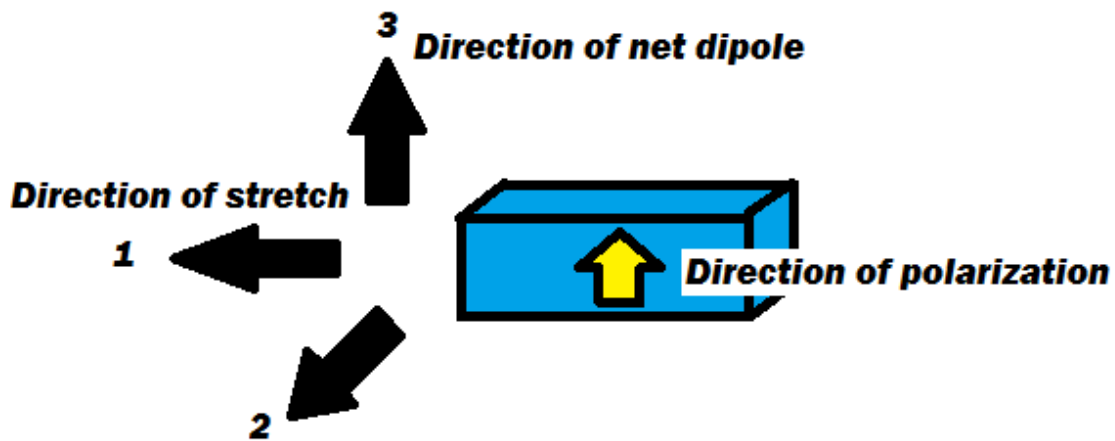 3
Direction of net dipole
Direction of stretch
1
Direction of polarization
2